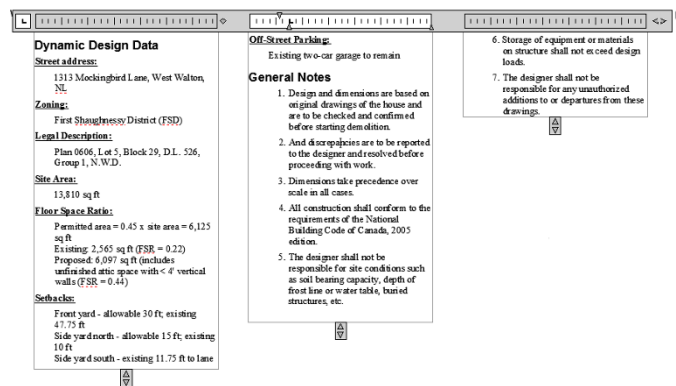 Dynamic Design Data
Street address:
1313 Mockingbird Lane, West Walton,
NL
Zoning:
First Shaughnessy District (FSD)
Legal Description:
Plan 0606, Lot 5, Block 29, D.L. 526,
Group 1, N.W.D.
Site Area:
13,810 sq ft
Floor Space Ratio:
Permitted area = 0.45 x site area = 6,125
sq ft
Existing: 2,565 sq ft (FSR = 0.22)
Proposed: 6,097 sq ft (includes
unfinished attic space with < 4' vertical
walls (FSR = 0.44)
Setbacks:
Front yard - allowable 30 ft; existing
47.75 ft
Side yard north - allowable 15 ft; existing
10 ft
Side yard south - existing 11.75 ft to lane
Off-Street Parking:
Existing two-car garage to remain
General Notes
1. Design and dimensions are based on
original drawings of the house and
are to be checked and confirmed
before starting demolition.
2. And discrepancies are to be reported
to the designer and resolved before
proceeding with work.
3. Dimensions take precedence over
scale in all cases.
4. All construction shall conform to the
requirements of the National
Building Code of Canada, 2005
edition.
5. The designer shall not be
responsible for site conditions such
as soil bearing capacity, depth of
frost line or water table, buried
structures, etc.
6. Storage of equipment or materials
on structure shall not exceed design
loads.
7. The designer shall not be
responsible for any unauthorized
additions to or departures from these
drawings.